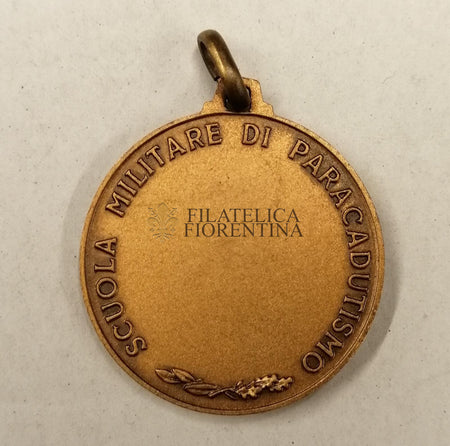 SCUOLA MILITARE DI PARACADUTISMO
FILATELICA
FIORENTINA